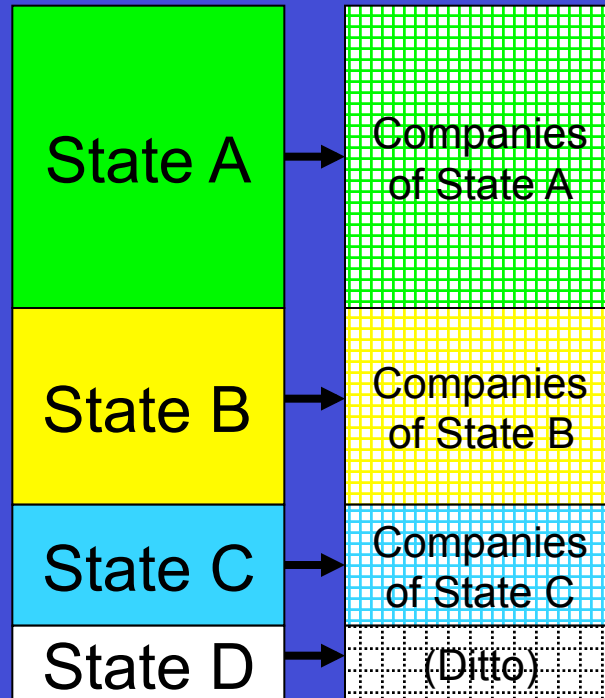 State A
Companies
of State A
State B
Companies
of State B
State C
Companies
of State C
State D
(Ditto)